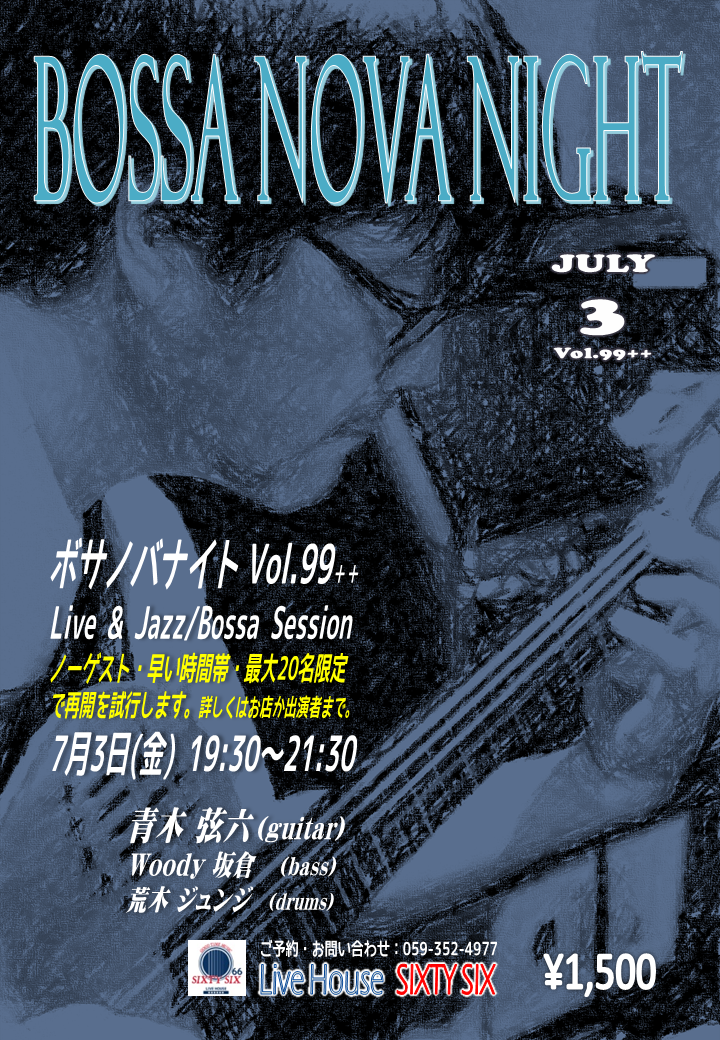 BOSSA NOVA NIGHT
JULY
3
Vol.99++
ボサノバナイト Vol.99++
Live & Jazz/Bossa Session
ノーゲスト・早い時間帯・最大20名限定
で再開を試行します。詳しくはお店か出演者まで。
7月3日(金) 19:30〜21:30
青木 弦六(guitar)
Woody 坂倉 (bass)
荒木 ジュンジ (drums)
ご予約・お問い合わせ：059-352-4977
66
SIXTY SIX
LIVE HOUSE
Live House SIXTY SIX
¥1,500